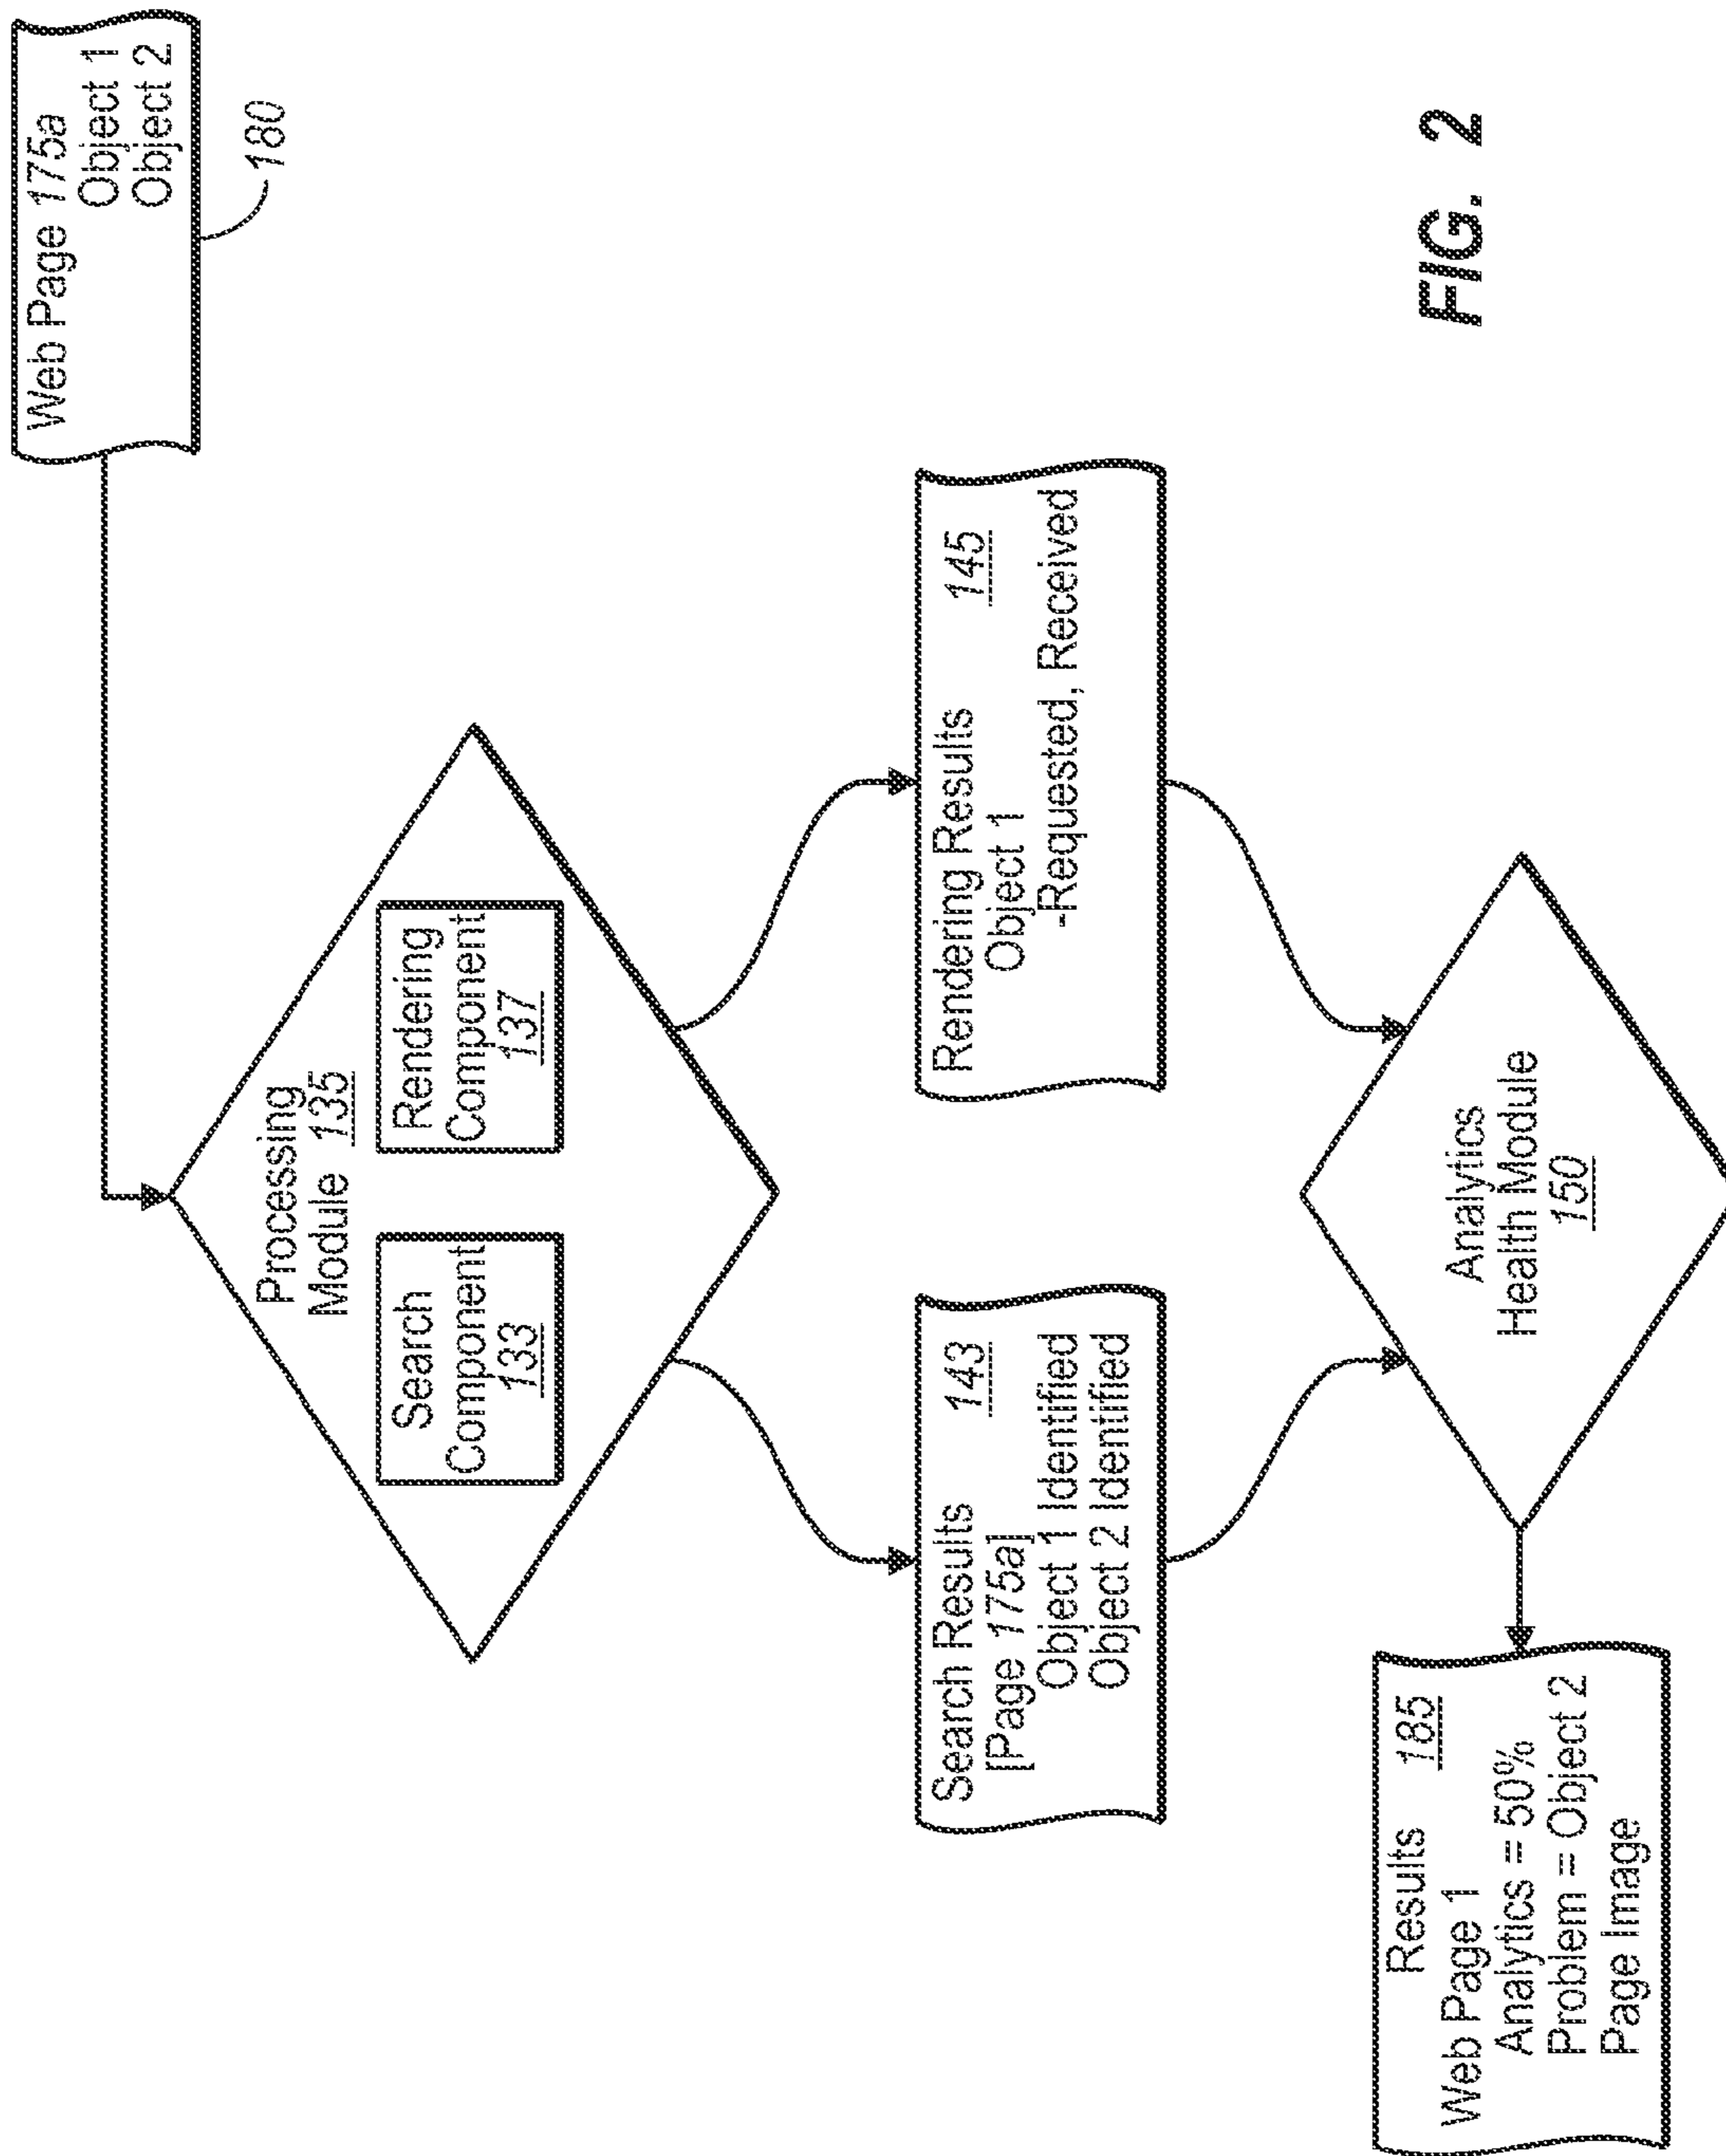 Web Page 175a
Object 1
Object 2
180
Processing
Module 135
Search
Component
133
Rendering
Component
137
Search Results 143
[Page 175a]
Object 1 Identified
Object 2 Identified
Rendering Results 145
Object 1
-Requested, Received
Analytics
Health Module
150
Results 185
Web Page 1
Analytics = 50%
Problem = Object 2
Page Image
FIG. 2